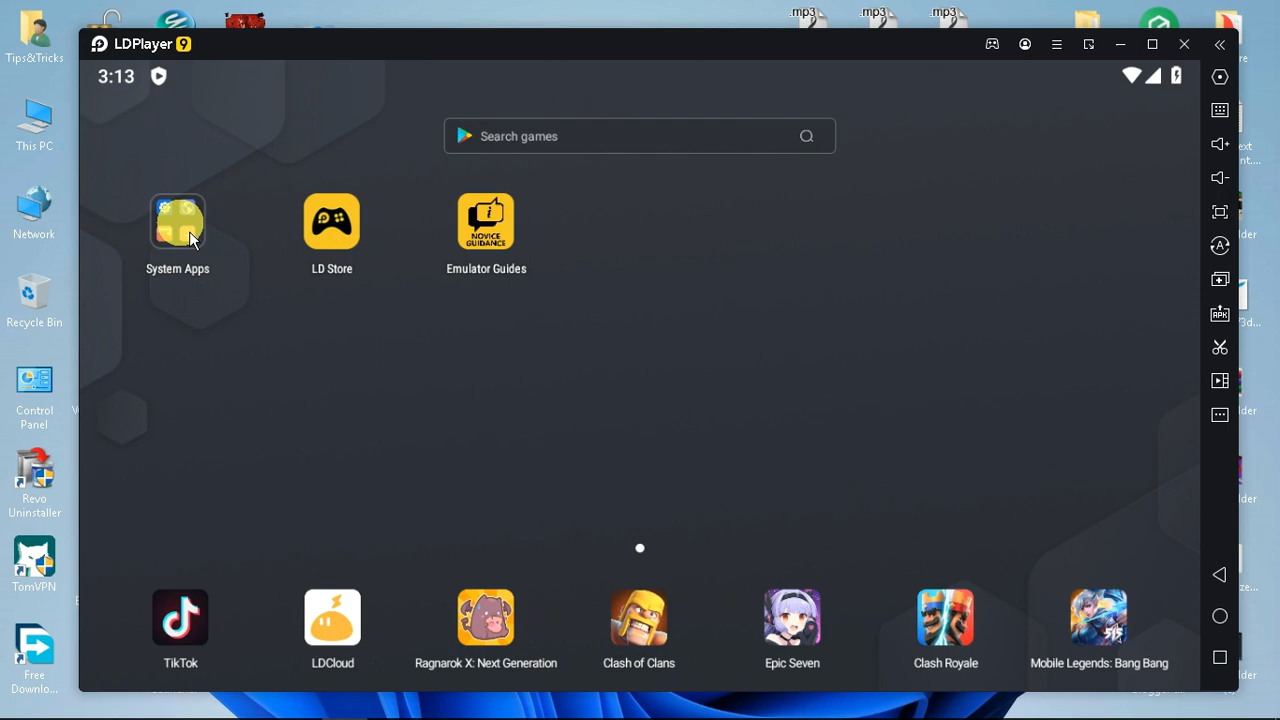 .mp3
.mp3
.mp3
Tips&Tricks
LDPlayer 9
3:13
Search games
This PC
System Apps
LD Store
NOVICE
GUIDANCE
Emulator Guides
Network
APK
Recycle Bin
Control
Panel
Revo
Uninstaller
TomVPN
Free
Downlo...
TikTok
LDCloud
Ragnarok X: Next Generation
Clash of Clans
Epic Seven
Clash Royale
515
Mobile Legends: Bang Bang